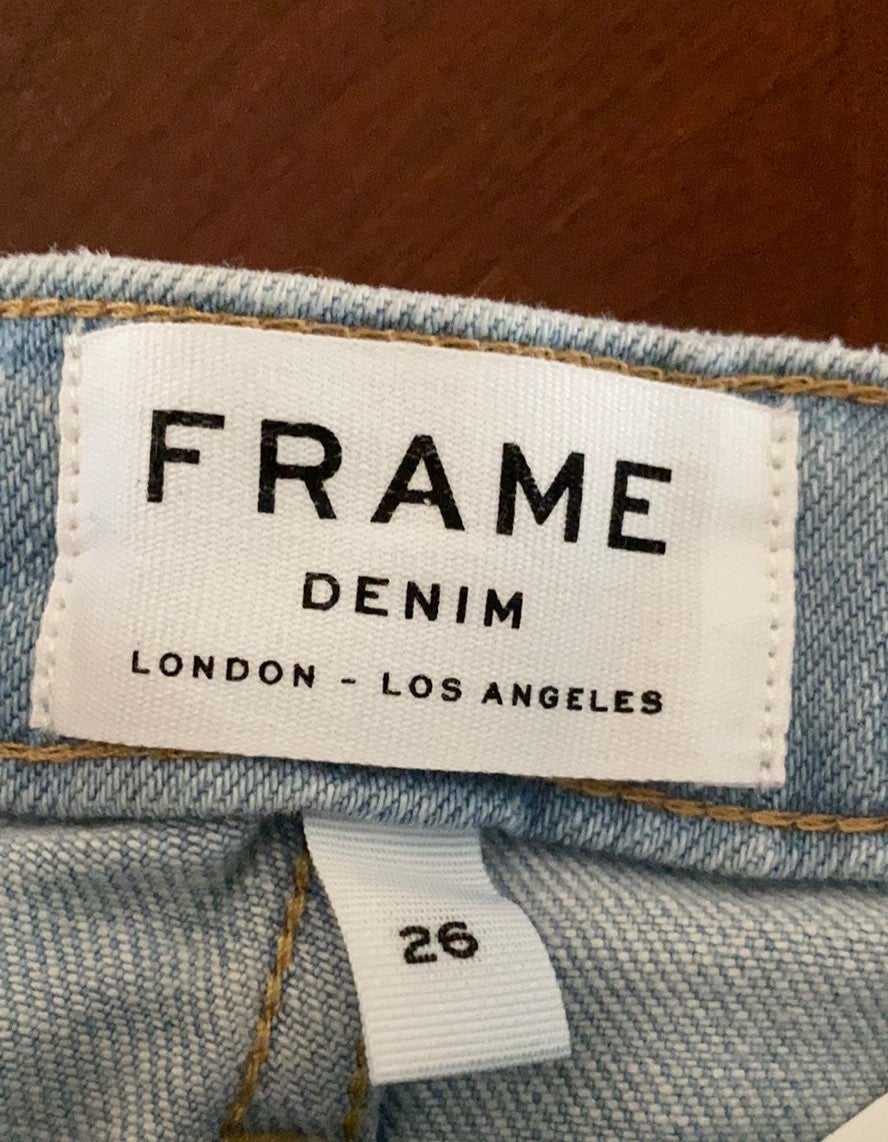 FRAME
DENIM
LONDON - LOS ANGELES
26